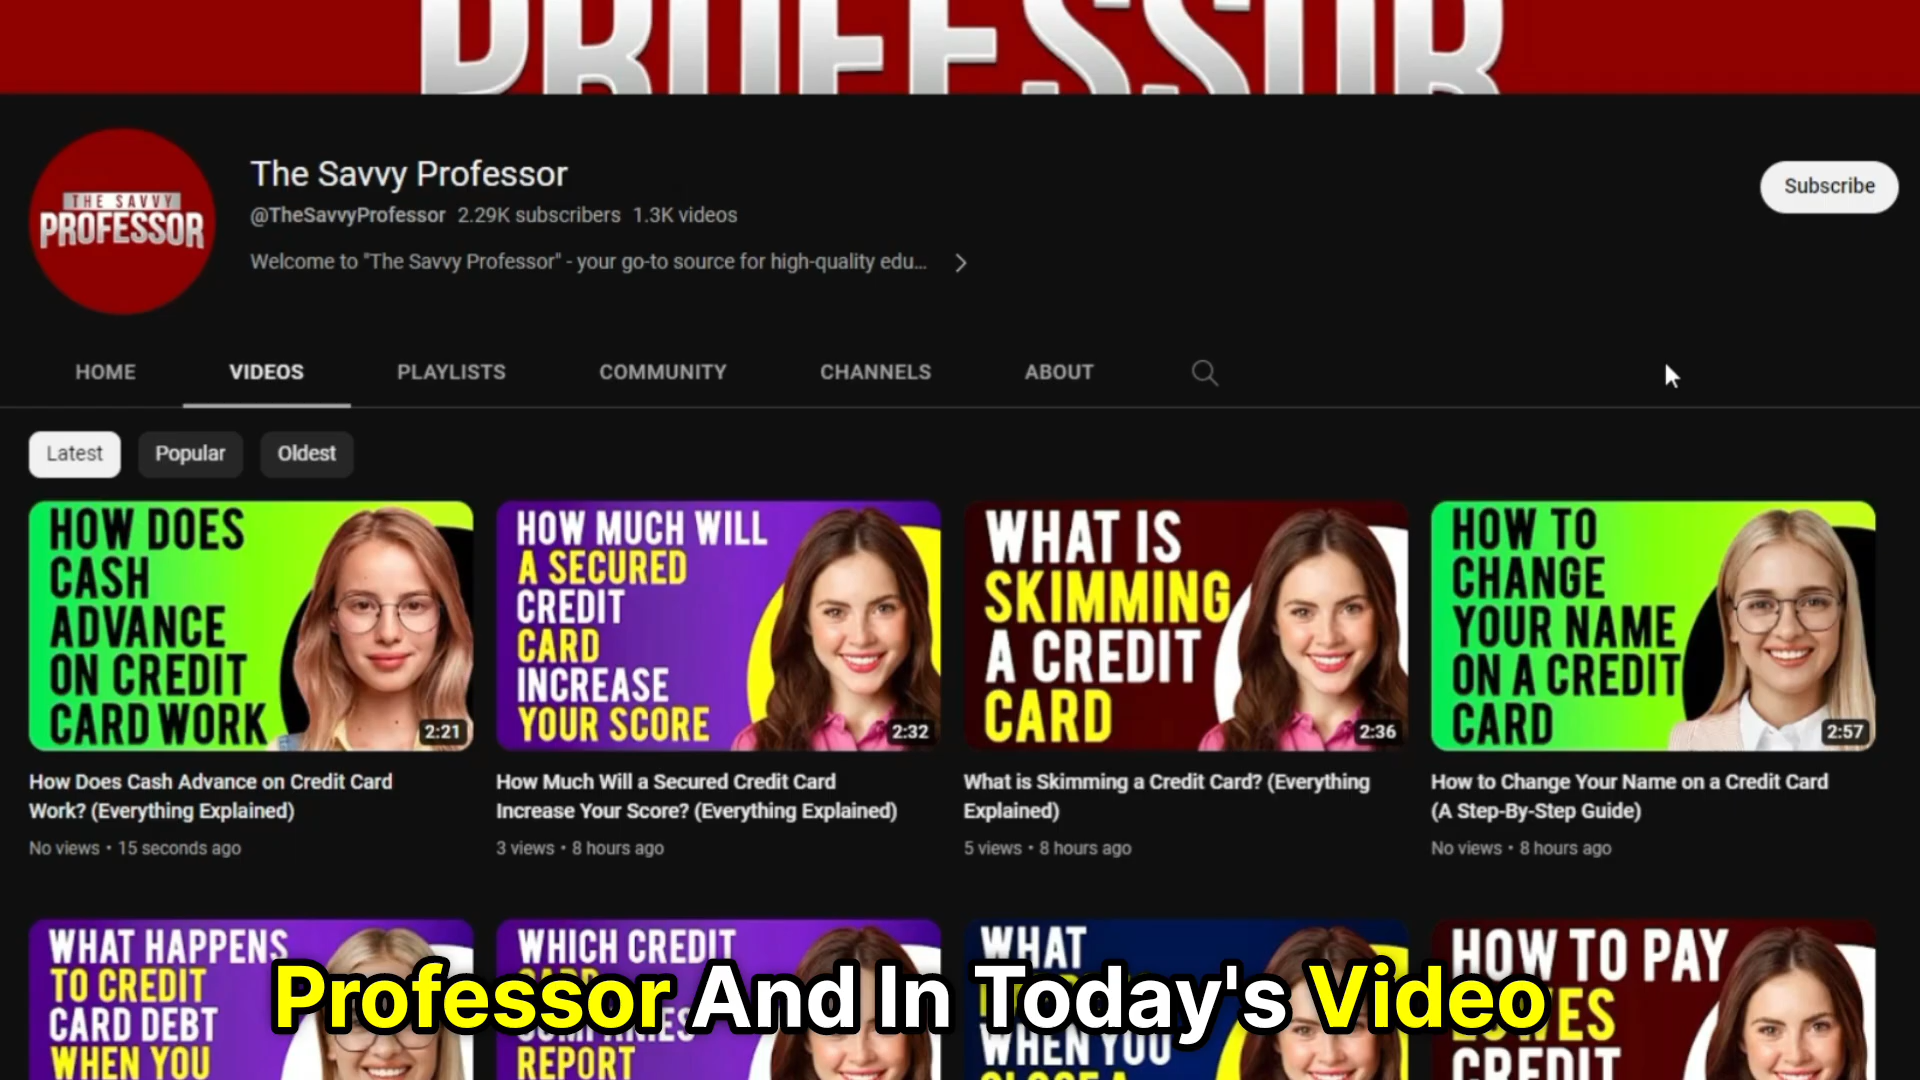 PROFESSOR
THE SAVVY
PROFESSOR
The Savvy Professor
@TheSavvyProfessor 2.29K subscribers 1.3K videos
Welcome to "The Savvy Professor" - your go-to source for high-quality edu...
Subscribe
HOME VIDEOS PLAYLISTS COMMUNITY CHANNELS ABOUT
Latest Popular Oldest
HOW DOES
CASH
ADVANCE
ON CREDIT
CARD WORK
2:21
HOW MUCH WILL
A SECURED
CREDIT
CARD
INCREASE
YOUR SCORE
2:32
WHAT IS
SKIMMING
A CREDIT
CARD
2:36
HOW TO
CHANGE
YOUR NAME
ON A CREDIT
CARD
2:57
How Does Cash Advance on Credit Card
Work? (Everything Explained)
No views • 15 seconds ago
How Much Will a Secured Credit Card
Increase Your Score? (Everything Explained)
3 views • 8 hours ago
What is Skimming a Credit Card? (Everything
Explained)
5 views • 8 hours ago
How to Change Your Name on a Credit Card
(A Step-By-Step Guide)
No views • 8 hours ago
WHAT HAPPENS
TO CREDIT
CARD DEBT
WHEN YOU
WHICH CREDIT
REPORT
WHAT
WHEN YOU
HOW TO PAY
CREDIT
Professor And In Today's Video